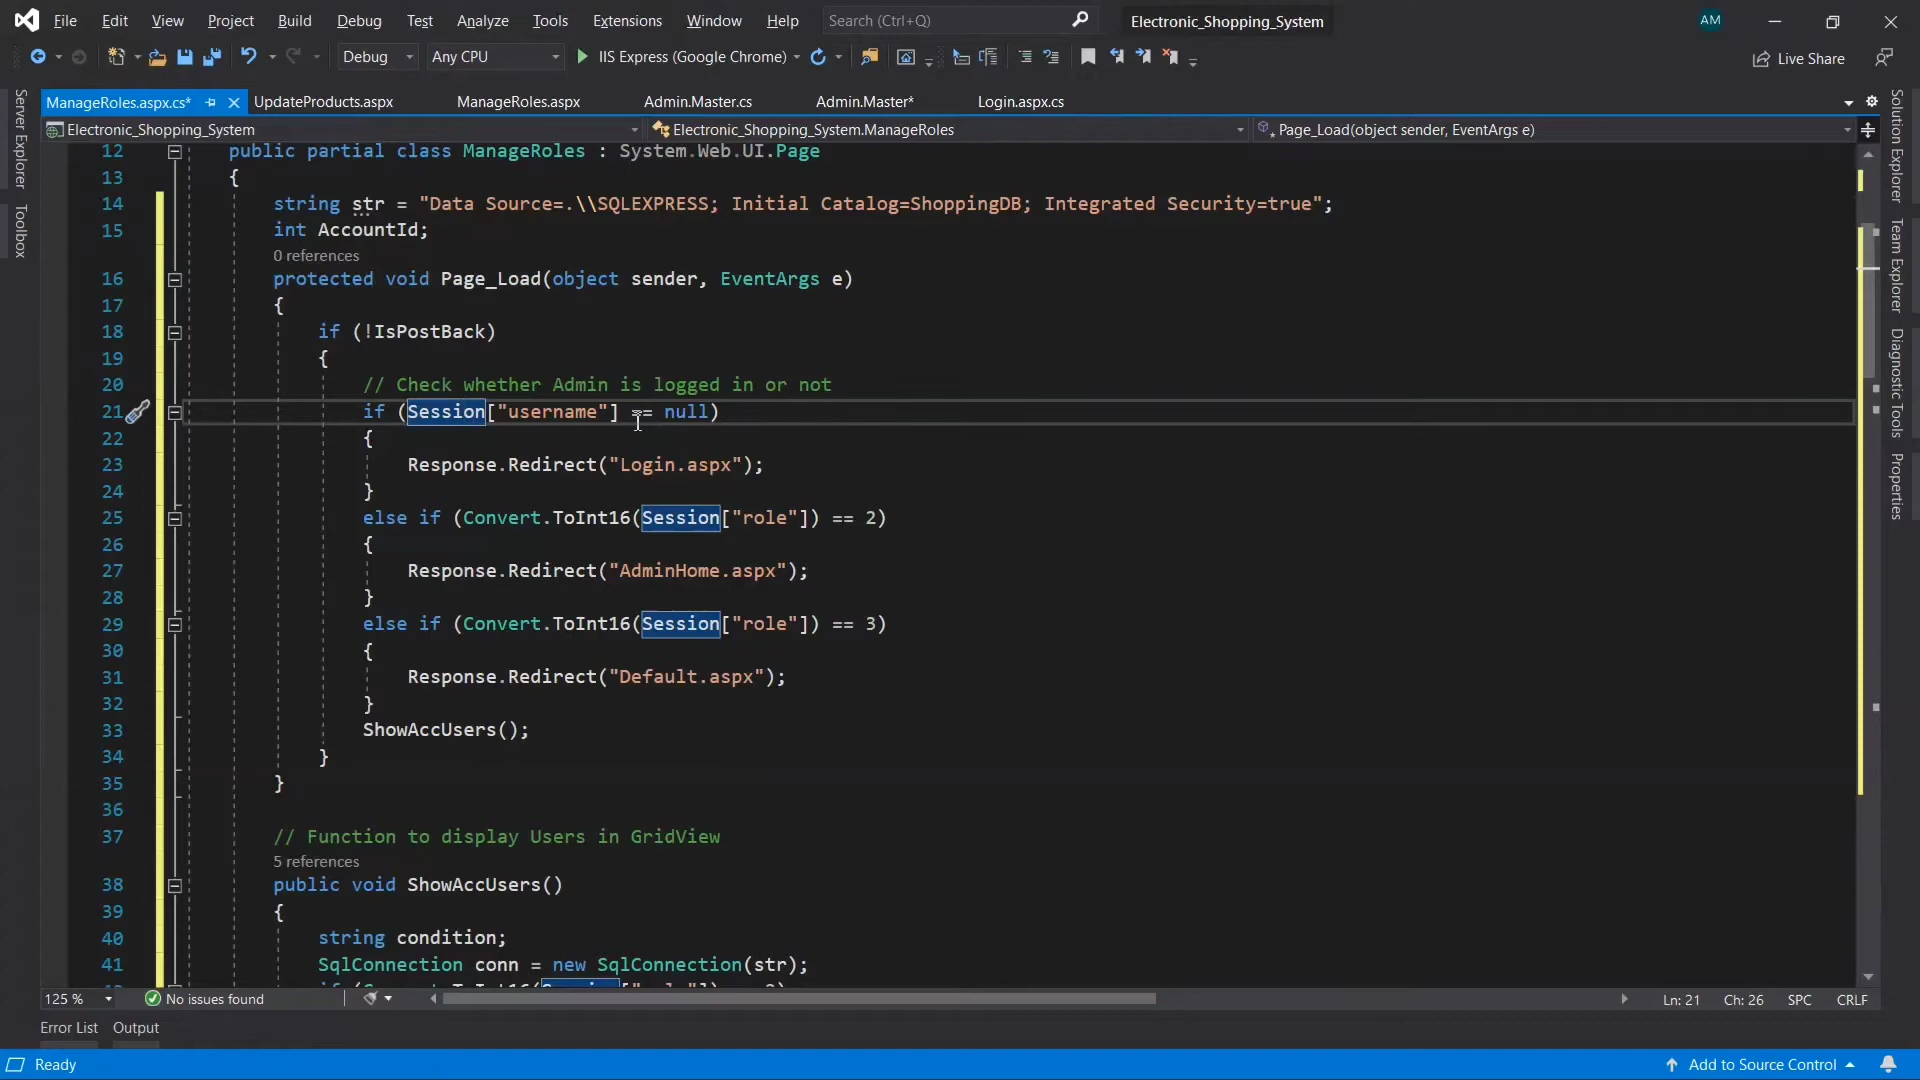 File Edit View Project Build Debug Test Analyze Tools Extensions Window Help Search (Ctrl+Q) Electronic_Shopping_System AM
Debug Any CPU IIS Express (Google Chrome) Live Share
ManageRoles.aspx.cs* UpdateProducts.aspx ManageRoles.aspx Admin.Master.cs Admin.Master* Login.aspx.cs
Electronic_Shopping_System Electronic_Shopping_System.ManageRoles Page_Load(object sender, EventArgs e)
Server Explorer
Toolbox
Solution Explorer
Team Explorer
Diagnostic Tools
Properties
12 public partial class ManageRoles : System.Web.UI.Page
13 {
14 string str = "Data Source=.\\SQLEXPRESS; Initial Catalog=ShoppingDB; Integrated Security=true";
15 int AccountId;
0 references
16 protected void Page_Load(object sender, EventArgs e)
17 {
18 if (!IsPostBack)
19 {
20 // Check whether Admin is logged in or not
21 if (Session["username"] == null)
22 {
23 Response.Redirect("Login.aspx");
24 }
25 else if (Convert.ToInt16(Session["role"]) == 2)
26 {
27 Response.Redirect("AdminHome.aspx");
28 }
29 else if (Convert.ToInt16(Session["role"]) == 3)
30 {
31 Response.Redirect("Default.aspx");
32 }
33 ShowAccUsers();
34 }
35 }
36
37 // Function to display Users in GridView
5 references
38 public void ShowAccUsers()
39 {
40 string condition;
41 SqlConnection conn = new SqlConnection(str);
125 % No issues found Ln: 21 Ch: 26 SPC CRLF
Error List Output
Ready Add to Source Control